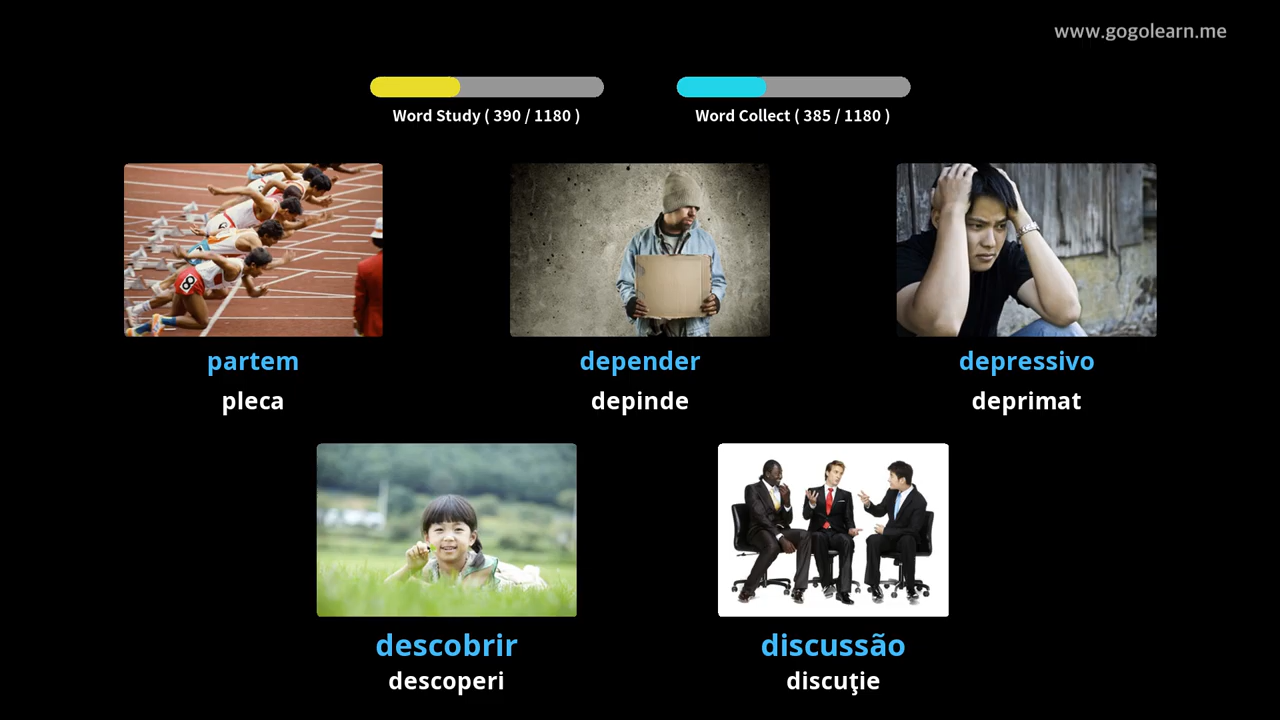 www.gogolearn.me
Word Study ( 390 / 1180 )
Word Collect ( 385 / 1180 )
partem
depender
depressivo
pleca
depinde
deprimat
8
descobrir
discussão
descoperi
discuţie